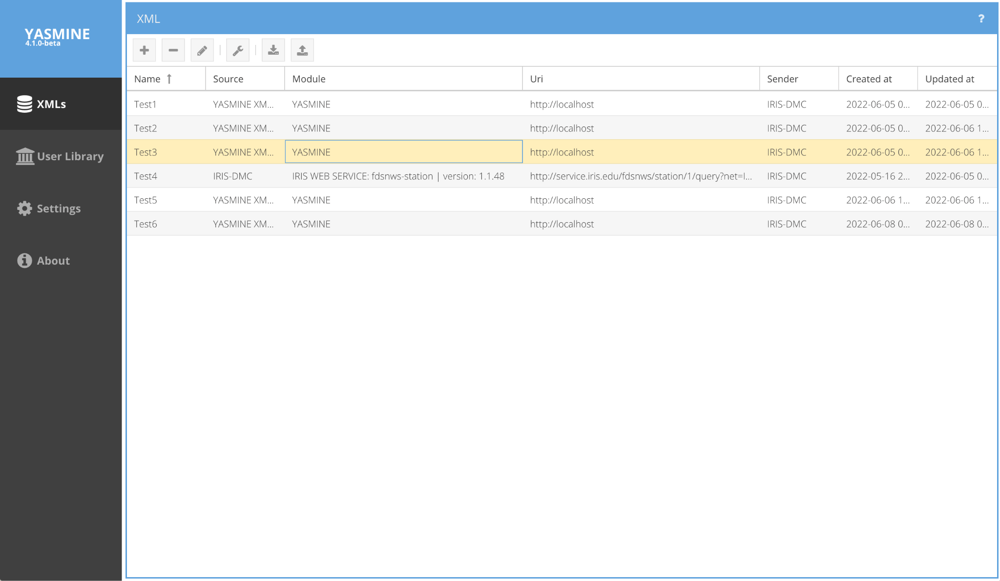 YASMINE
4.1.0-beta
XMLs
User Library
Settings
About
XML ?
Name Source Module Uri Sender Created at Updated at
Test1 YASMINE XM... YASMINE http://localhost IRIS-DMC 2022-06-05 0... 2022-06-05 0...
Test2 YASMINE XM... YASMINE http://localhost IRIS-DMC 2022-06-05 0... 2022-06-06 1...
Test3 YASMINE XM... YASMINE http://localhost IRIS-DMC 2022-06-05 0... 2022-06-06 1...
Test4 IRIS-DMC IRIS WEB SERVICE: fdsnws-station | version: 1.1.48 http://service.iris.edu/fdsnws/station/1/query?net=I... IRIS-DMC 2022-05-16 2... 2022-06-05 0...
Test5 YASMINE XM... YASMINE http://localhost IRIS-DMC 2022-06-06 1... 2022-06-06 1...
Test6 YASMINE XM... YASMINE http://localhost IRIS-DMC 2022-06-08 0... 2022-06-08 0...